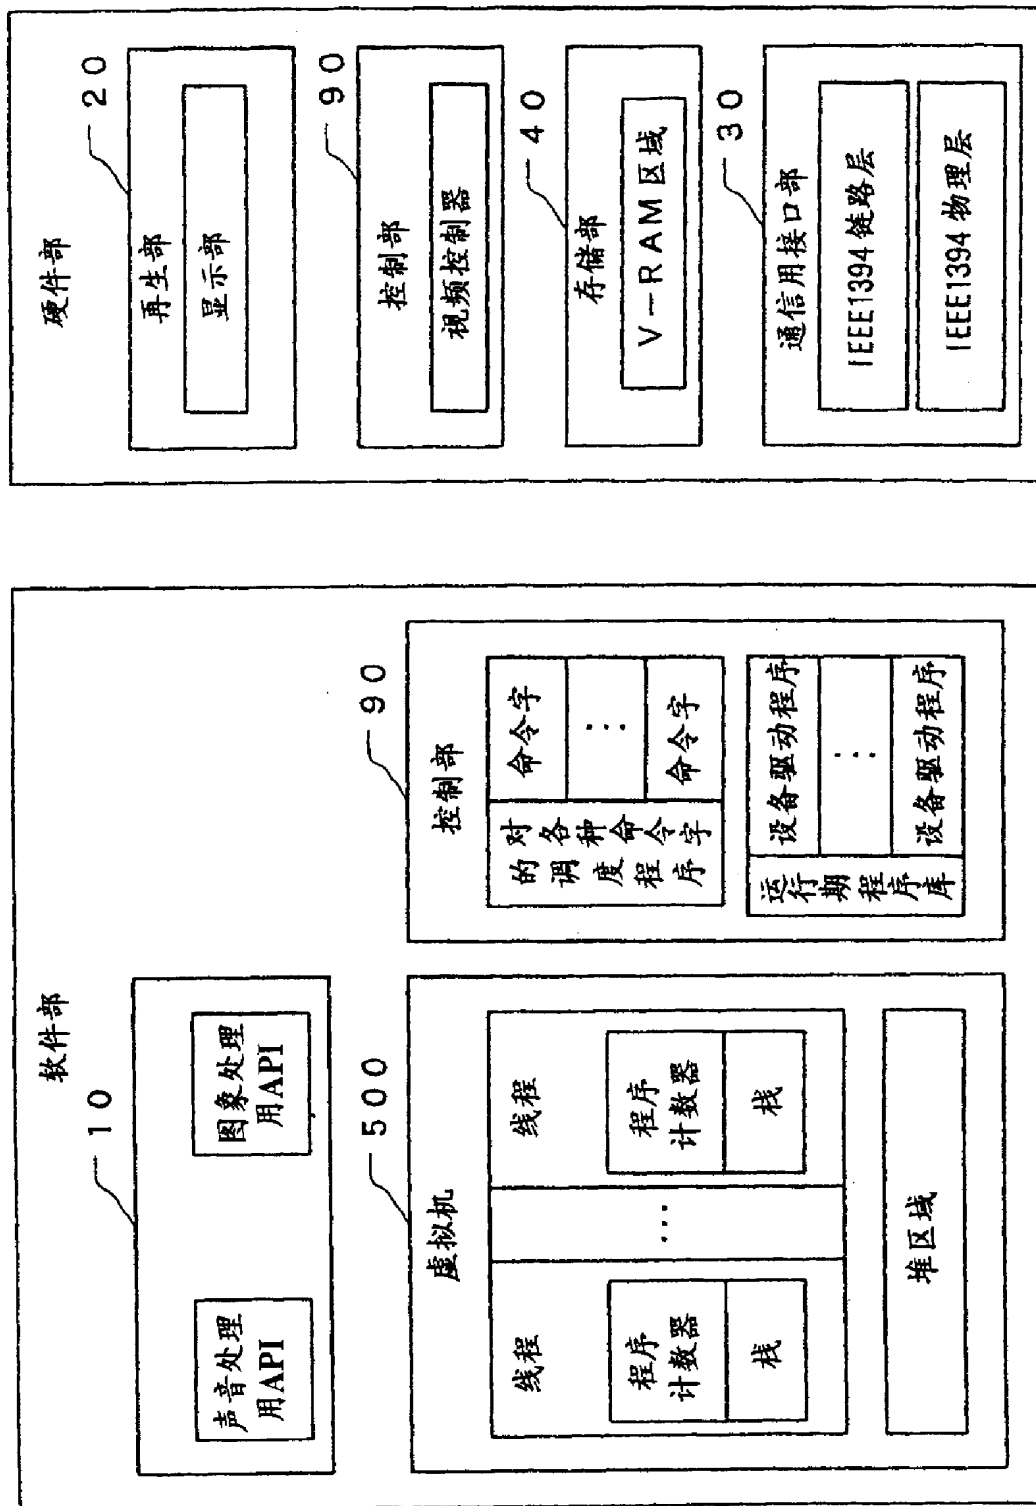 软件部
10
声音处理
用API
图象处理
用API
500
虚拟机
线程
程序
计数器
栈
...
线程
程序
计数器
栈
堆区域
90
控制部
对各种命令字
的调度程序
命令字
...
命令字
运行期程序库
设备驱动程序
...
设备驱动程序
硬件部
20
再生部
显示部
90
控制部
视频控制器
40
存储部
V-RAM区域
30
通信用接口部
IEEE1394链路层
IEEE1394物理层